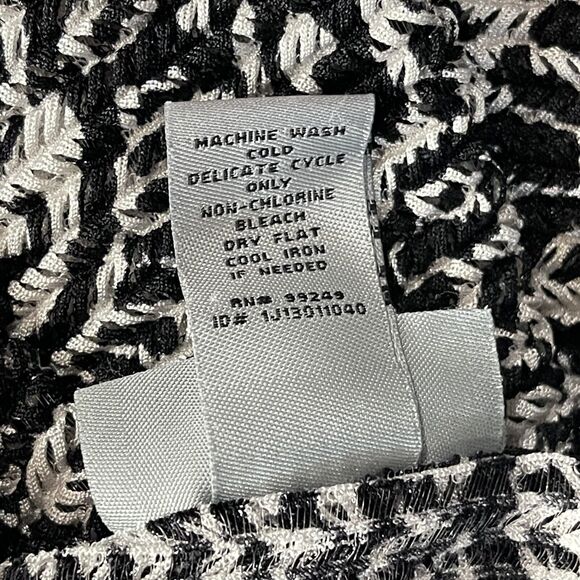 MACHINE WASH
COLD
DELICATE CYCLE
ONLY
NON-CHLORINE
BLEACH
DRY FLAT
COOL IRON
IF NEEDED
RN# 99249
ID# 1J13011040